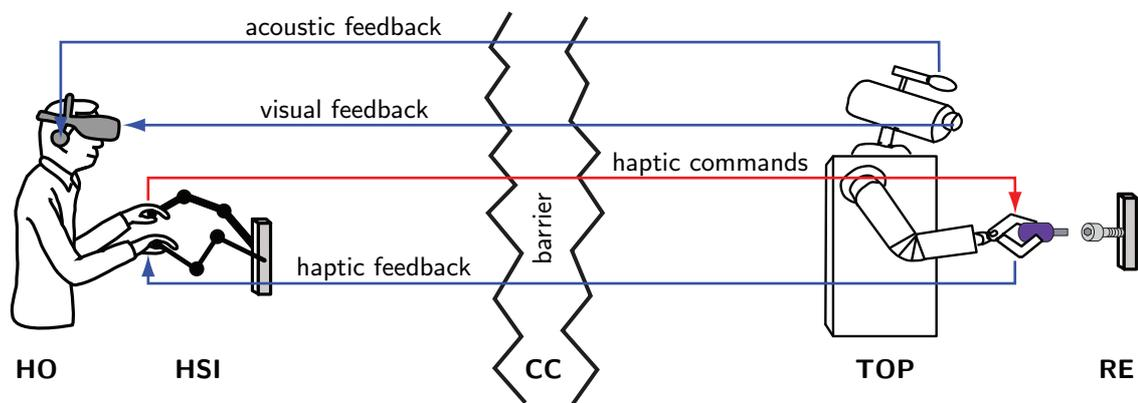 acoustic feedback
visual feedback
haptic commands
barrier
haptic feedback
HO HSI CC TOP RE